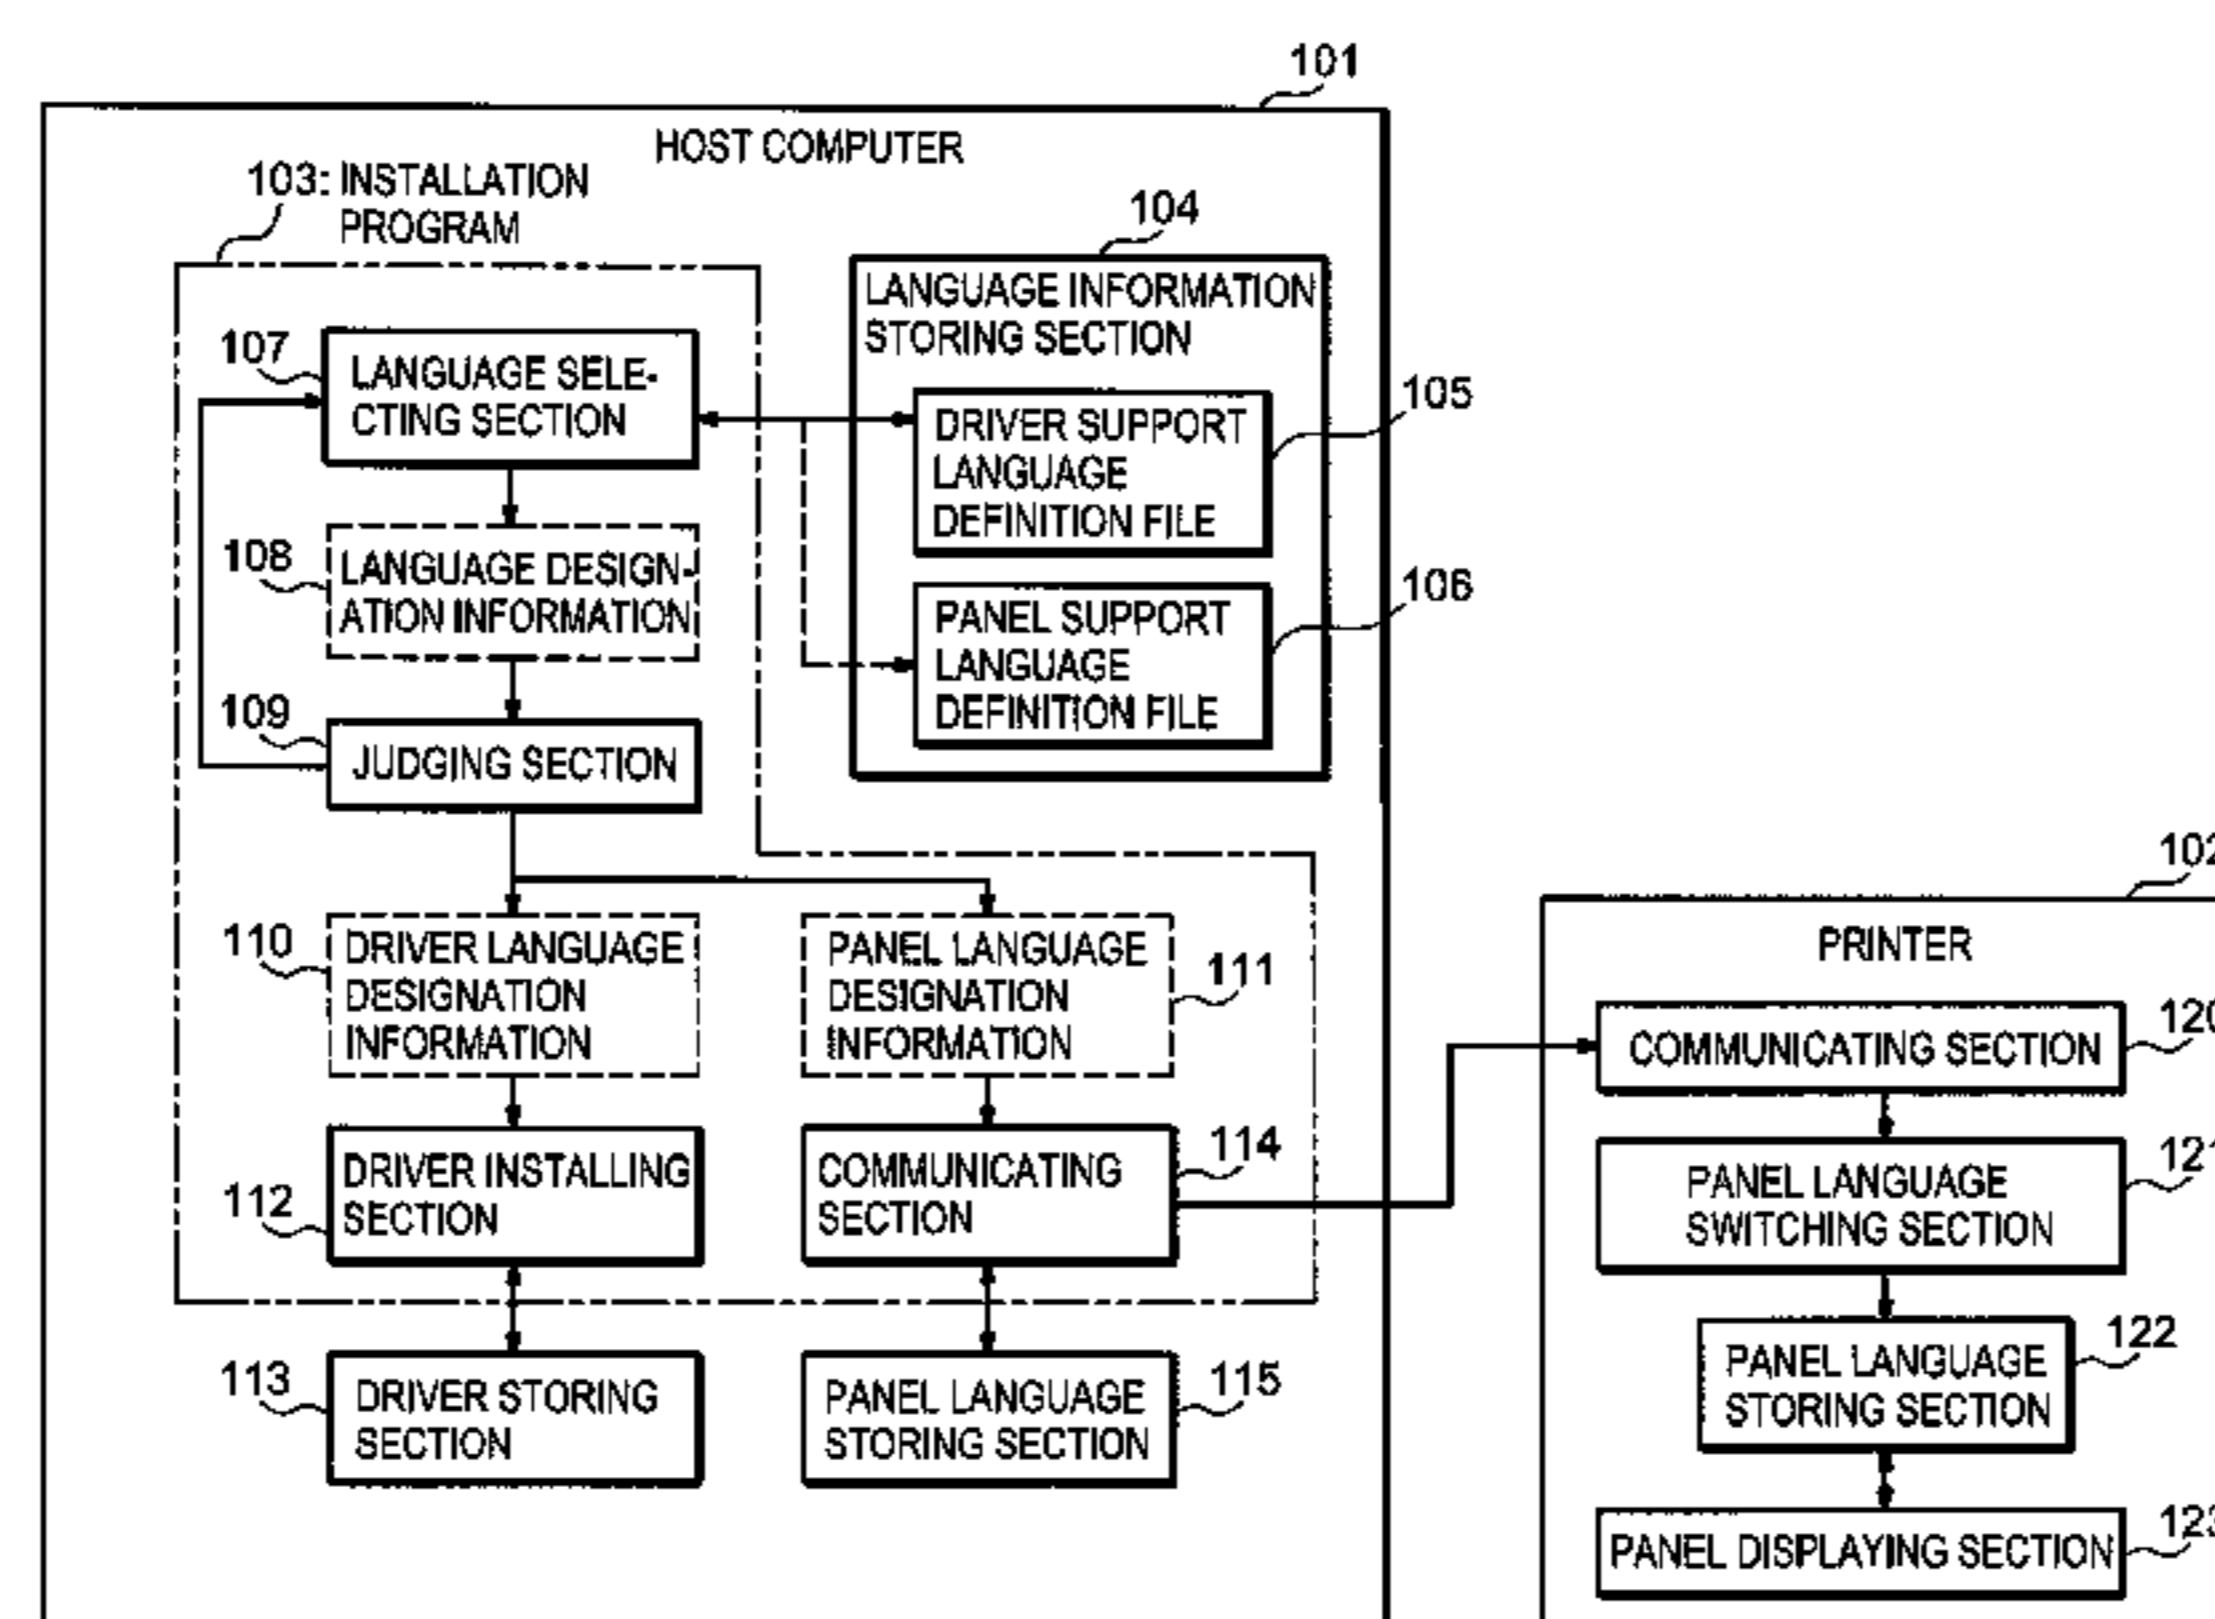 101
HOST COMPUTER
103: INSTALLATION
PROGRAM
104
LANGUAGE INFORMATION
STORING SECTION
107
LANGUAGE SELE-
CTING SECTION
105
DRIVER SUPPORT
LANGUAGE
DEFINITION FILE
108
LANGUAGE DESIGN-
ATION INFORMATION
106
PANEL SUPPORT
LANGUAGE
DEFINITION FILE
109
JUDGING SECTION
102
PRINTER
110
DRIVER LANGUAGE
DESIGNATION
INFORMATION
PANEL LANGUAGE
DESIGNATION
INFORMATION
111
COMMUNICATING SECTION
120
112
DRIVER INSTALLING
SECTION
COMMUNICATING
SECTION
114
PANEL LANGUAGE
SWITCHING SECTION
121
113
DRIVER STORING
SECTION
PANEL LANGUAGE
STORING SECTION
115
PANEL LANGUAGE
STORING SECTION
122
PANEL DISPLAYING SECTION
123